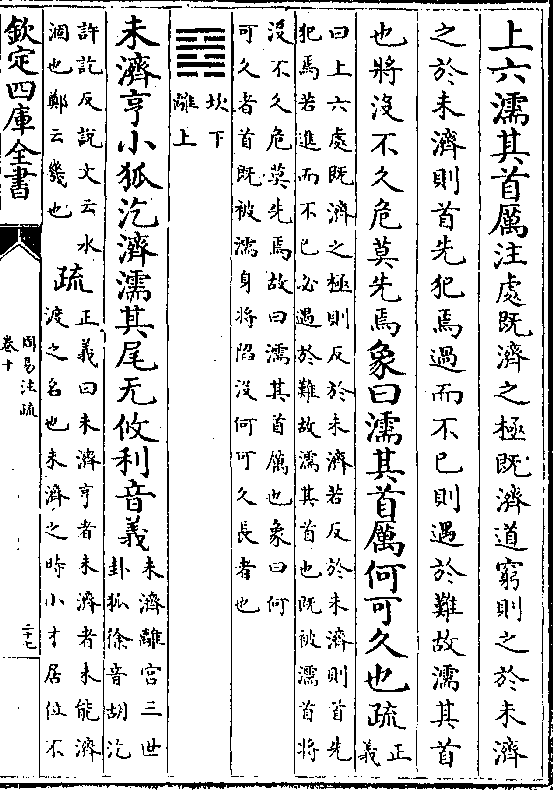 上六濡其首厲注處既濟之極既濟道窮則之於未濟
之於未濟則首先犯焉過而不已則遇於難故濡其首
也將沒不久危莫先焉象曰濡其首厲何可久也疏正
義
曰上六處既濟之極則反於未濟若反於未濟則首先
犯焉若進而不已必遇於難故濡其首也既被濡首將
沒不久危莫先焉故曰濡其首厲也象曰何
可久者首既被濡身將陷沒何可久長者也
坎下
離上
未濟亨小狐汔濟濡其尾无攸利音義
未濟離宮三世
卦狐徐音胡汔
許訖反說文云水
涸也鄭云幾也
疏
正義曰未濟亨者未濟者未能濟
渡之名也未濟之時小才居位不
欽定四庫全書
周易注疏
卷十
二十七